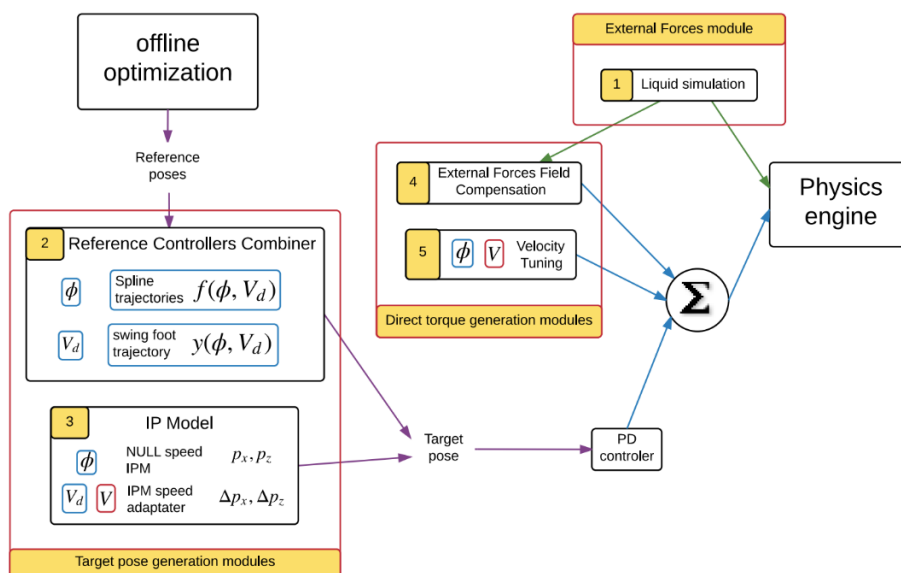 offline
optimization
External Forces module
1 Liquid simulation
Reference
poses
4 External Forces Field
Compensation
Physics
engine
2 Reference Controllers Combiner
5 ϕ V Velocity
Tuning
ϕ Spline
trajectories f(ϕ, V_d)
Σ
Direct torque generation modules
V_d swing foot
trajectory y(ϕ, V_d)
3 IP Model
ϕ NULL speed
IPM p_x, p_z
Target
pose
PD
controler
V_d V IPM speed
adaptater Δp_x, Δp_z
Target pose generation modules